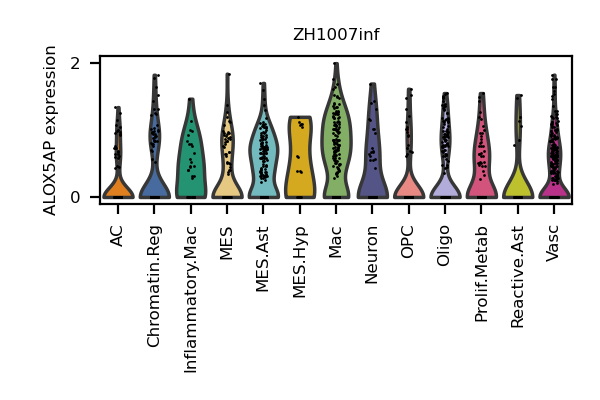 ZH1007inf
ALOX5AP expression
2
0
AC
Chromatin.Reg
Inflammatory.Mac
MES
MES.Ast
MES.Hyp
Mac
Neuron
OPC
Oligo
Prolif.Metab
Reactive.Ast
Vasc